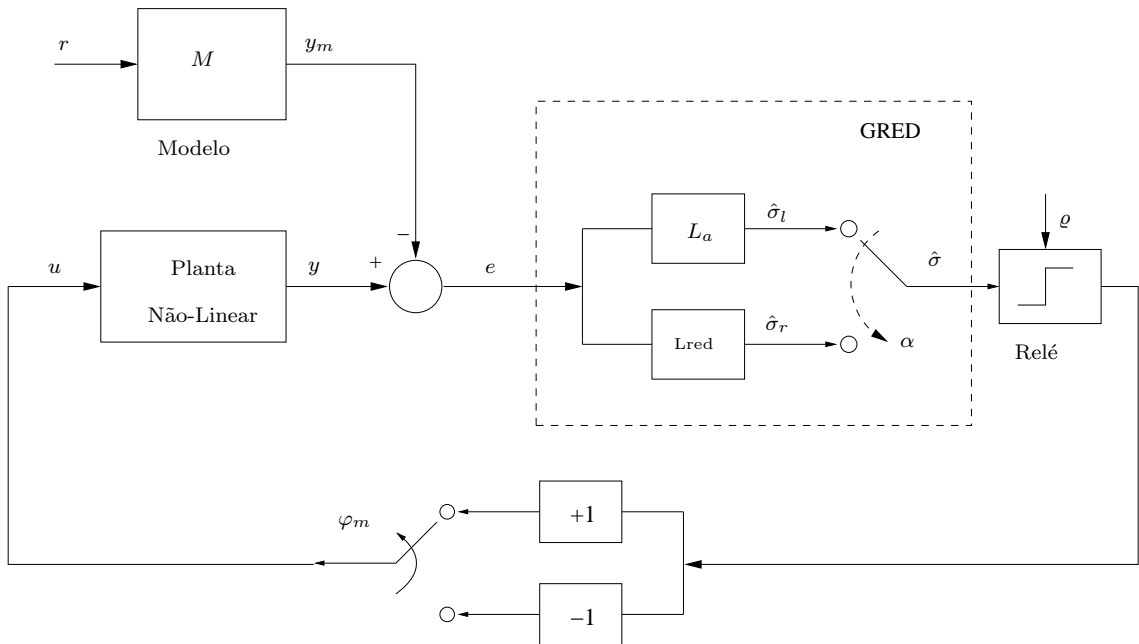 r
M
y_m
Modelo
GRED
L_a
σ̂_l
ϱ
−
+
u
Planta
Não-Linear
y
e
σ̂
Lred
σ̂_r
α
Relé
φ_m
+1
−1